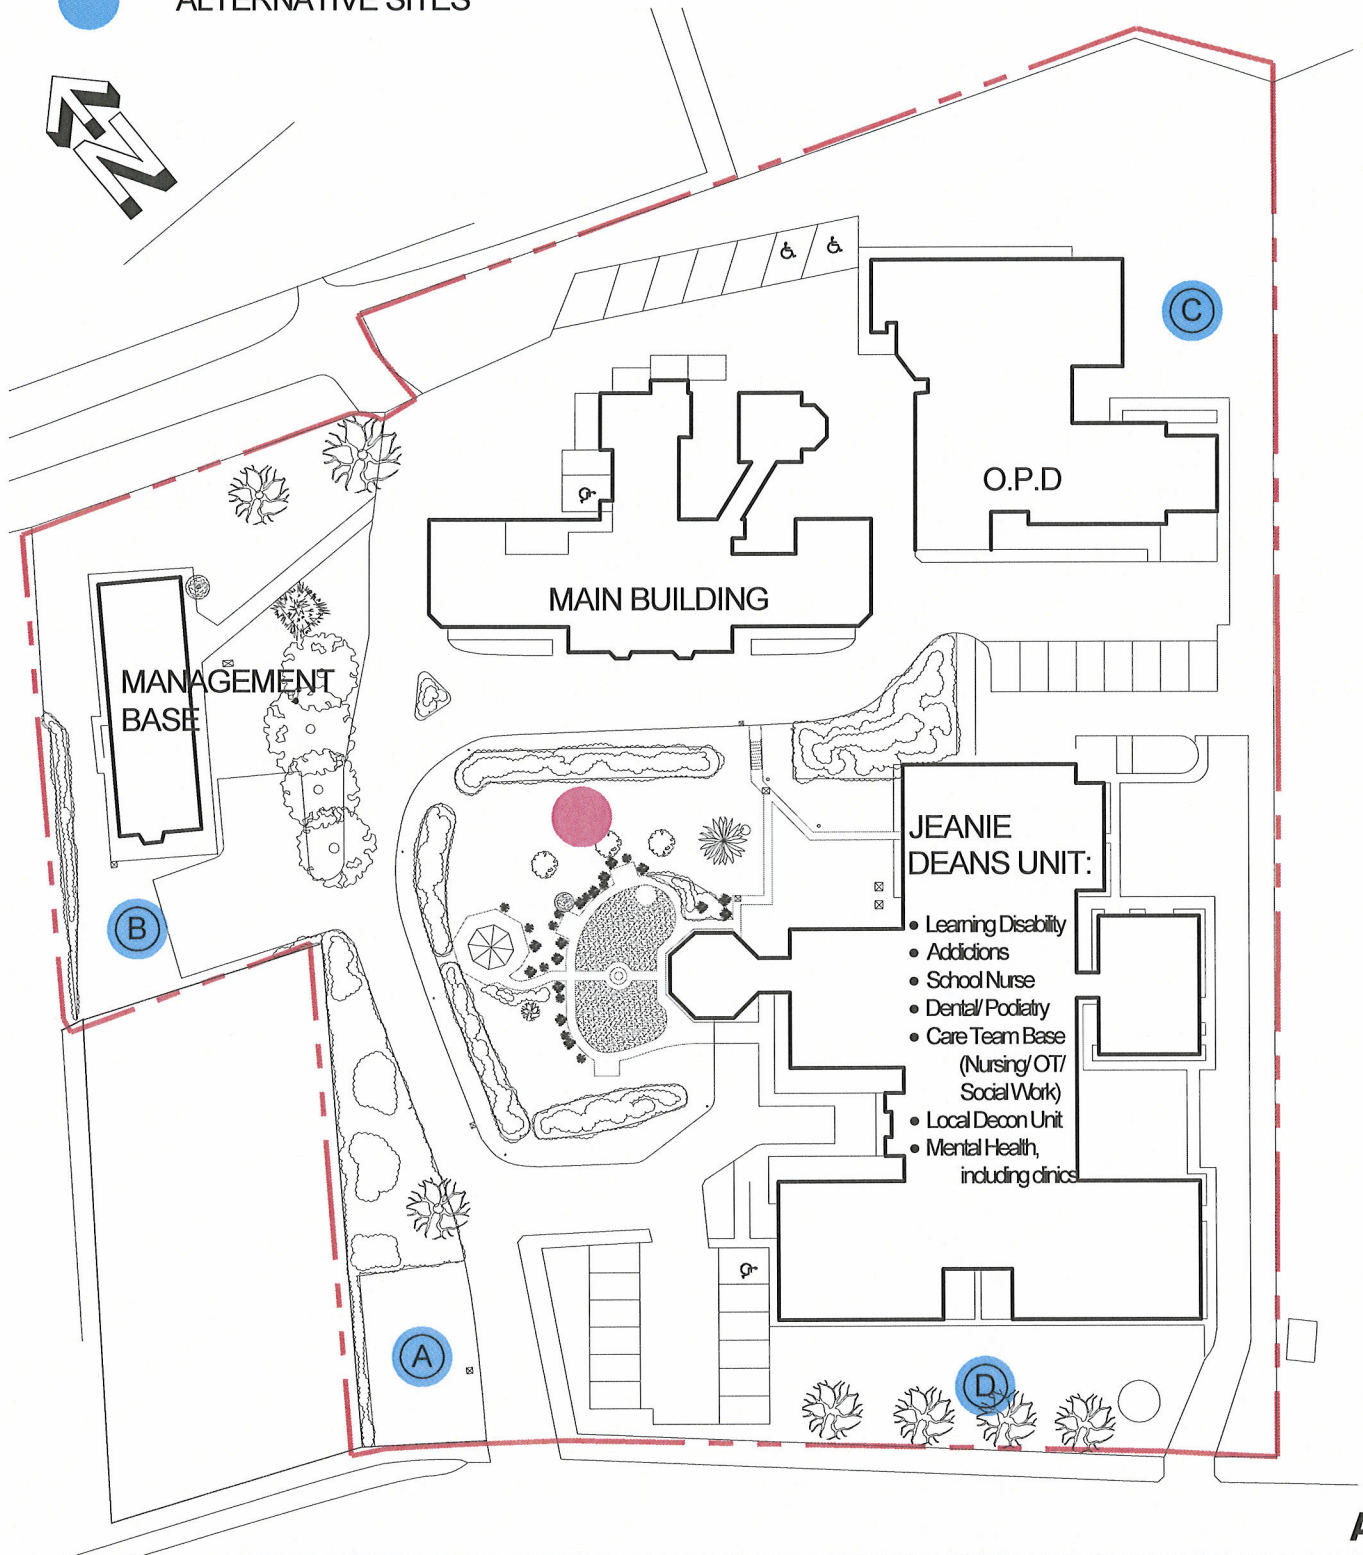 ALTERNATIVE SITES
N
C
O.P.D
MAIN BUILDING
MANAGEMENT
BASE
JEANIE
DEANS UNIT:
• Learning Disability
• Addictions
• School Nurse
• Dental/ Podiatry
• Care Team Base
(Nursing/ OT/
Social Work)
• Local Decon Unit
• Mental Health,
including clinics
B
A
D